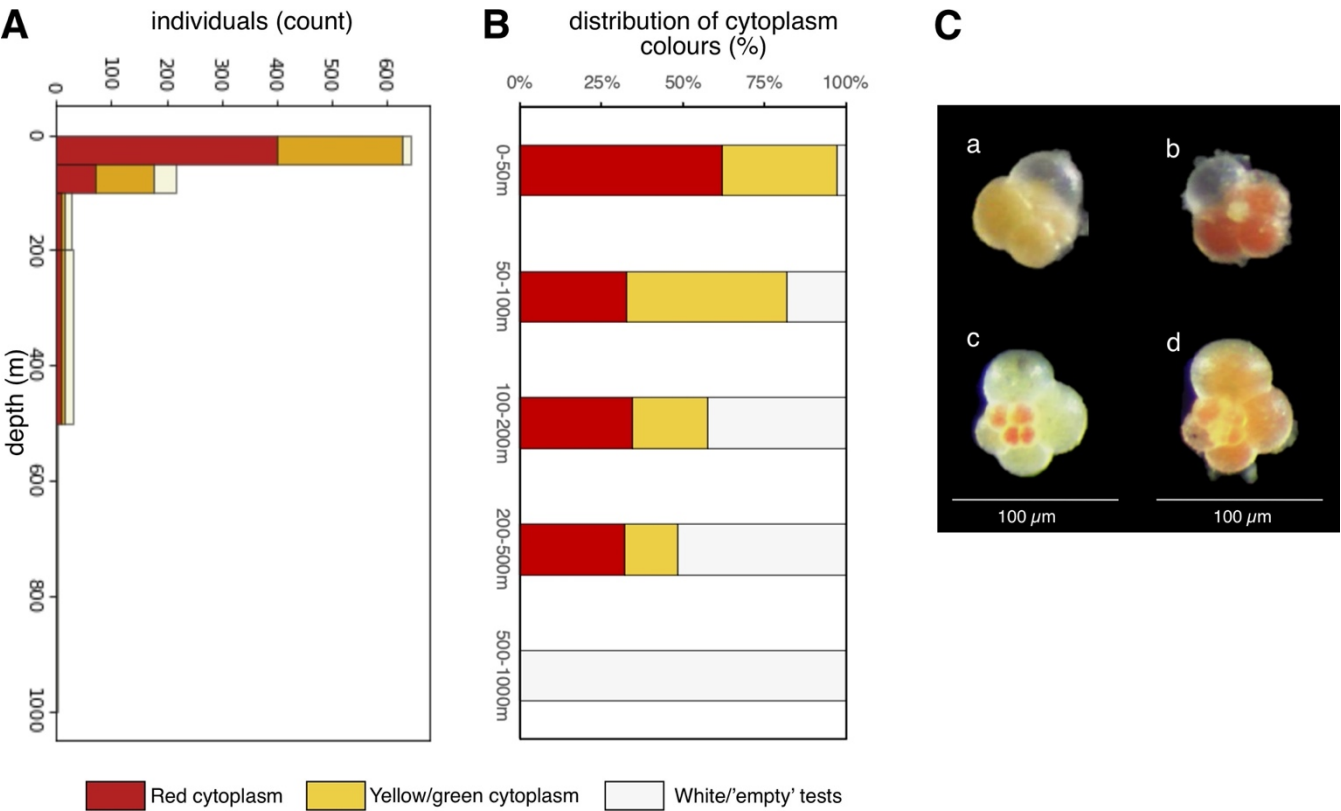 A
individuals (count)
0
100
200
300
400
500
600
depth (m)
0
200
400
600
800
1000
B
distribution of cytoplasm
colours (%)
0%
25%
50%
75%
100%
0-50m
50-100m
100-200m
200-500m
500-1000m
C
a
b
c
d
100 µm
100 µm
Red cytoplasm
Yellow/green cytoplasm
White/'empty' tests